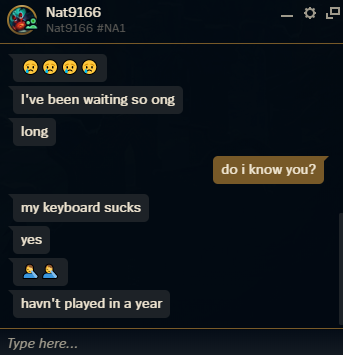 Nat9166
Nat9166 #NA1
😢😢😢😢
I've been waiting so ong
long
do i know you?
my keyboard sucks
yes
🤦‍♂️🤦‍♂️
havn't played in a year
Type here...